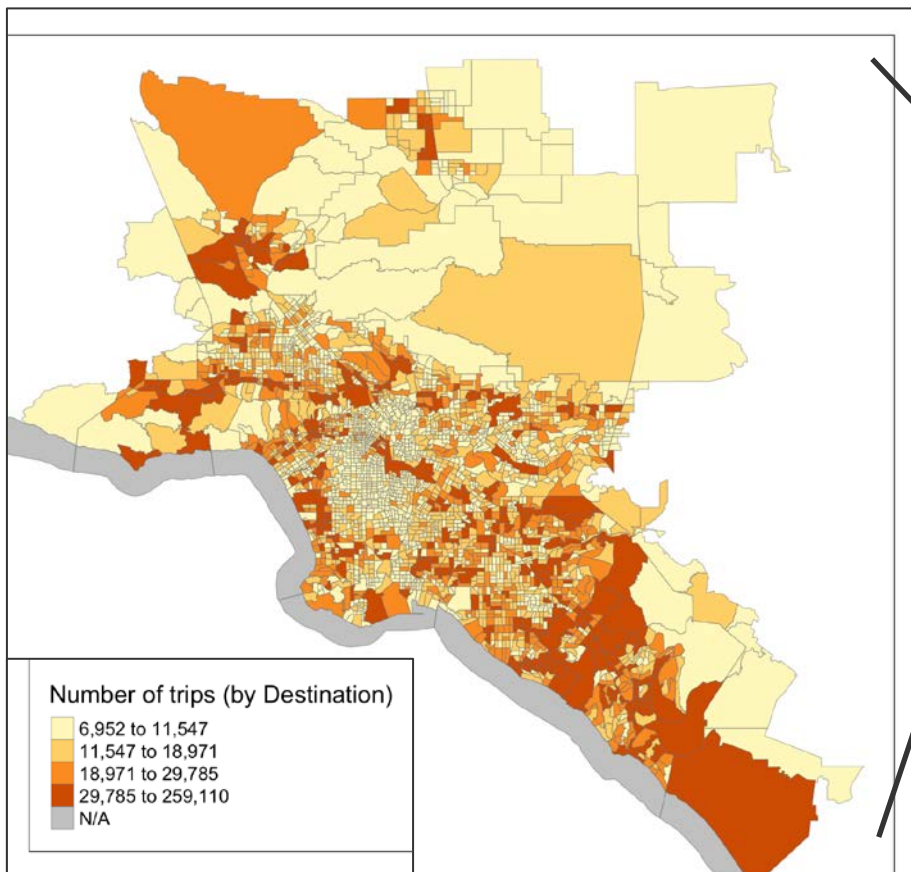 Number of trips (by Destination)
6,952 to 11,547
11,547 to 18,971
18,971 to 29,785
29,785 to 259,110
N/A